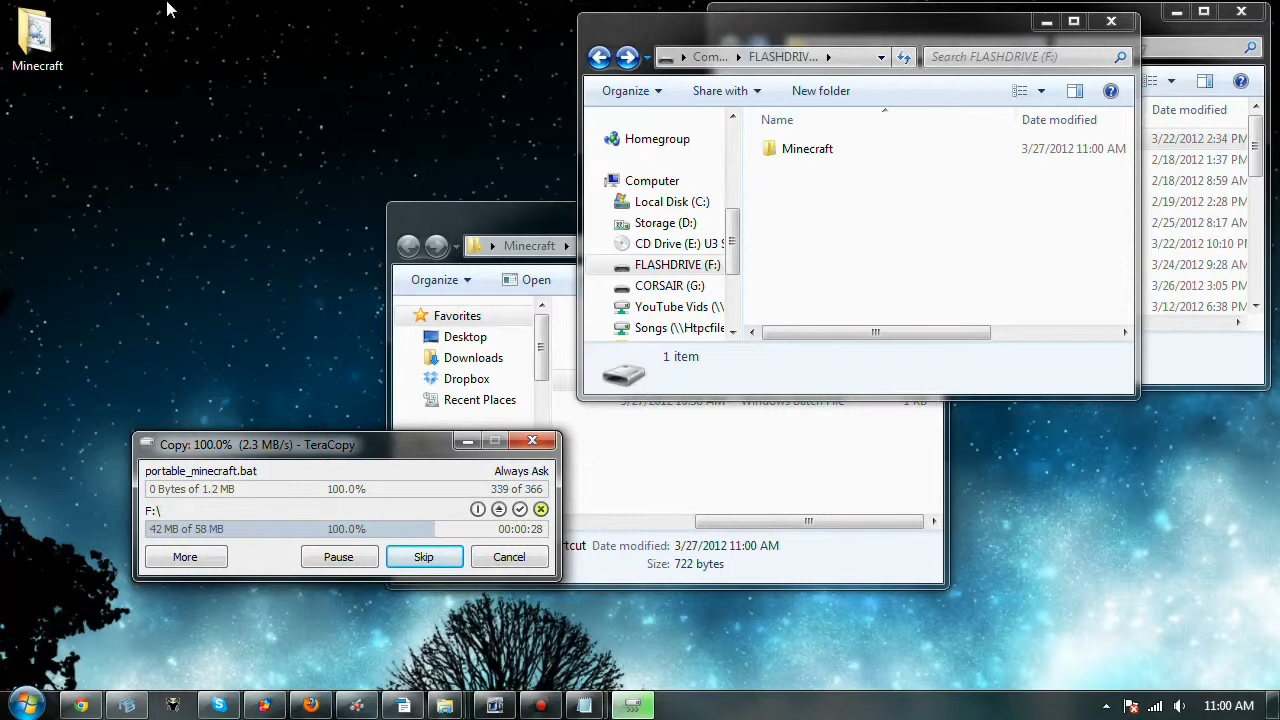 Minecraft
Com... FLASHDRIV...
Search FLASHDRIVE (F:)
Organize Share with New folder
Name Date modified
Minecraft 3/27/2012 11:00 AM
Homegroup
Computer
Local Disk (C:)
Storage (D:)
CD Drive (E:) U3 S
FLASHDRIVE (F:)
CORSAIR (G:)
YouTube Vids (\\
Songs (\\Htpcfile
1 item
Date modified
3/22/2012 2:34 PM
2/18/2012 1:37 PM
2/18/2012 8:59 AM
2/19/2012 2:28 PM
2/25/2012 8:17 AM
3/22/2012 10:10 PM
3/24/2012 9:28 AM
3/26/2012 3:05 PM
3/12/2012 6:38 PM
Minecraft
Organize Open
Favorites
Desktop
Downloads
Dropbox
Recent Places
3/27/2012 10:58 AM Windows Batch File 1 KB
tcut Date modified: 3/27/2012 11:00 AM
Size: 722 bytes
Copy: 100.0% (2.3 MB/s) - TeraCopy
portable_minecraft.bat Always Ask
0 Bytes of 1.2 MB 100.0% 339 of 366
F:\
42 MB of 58 MB 100.0% 00:00:28
More Pause Skip Cancel
11:00 AM